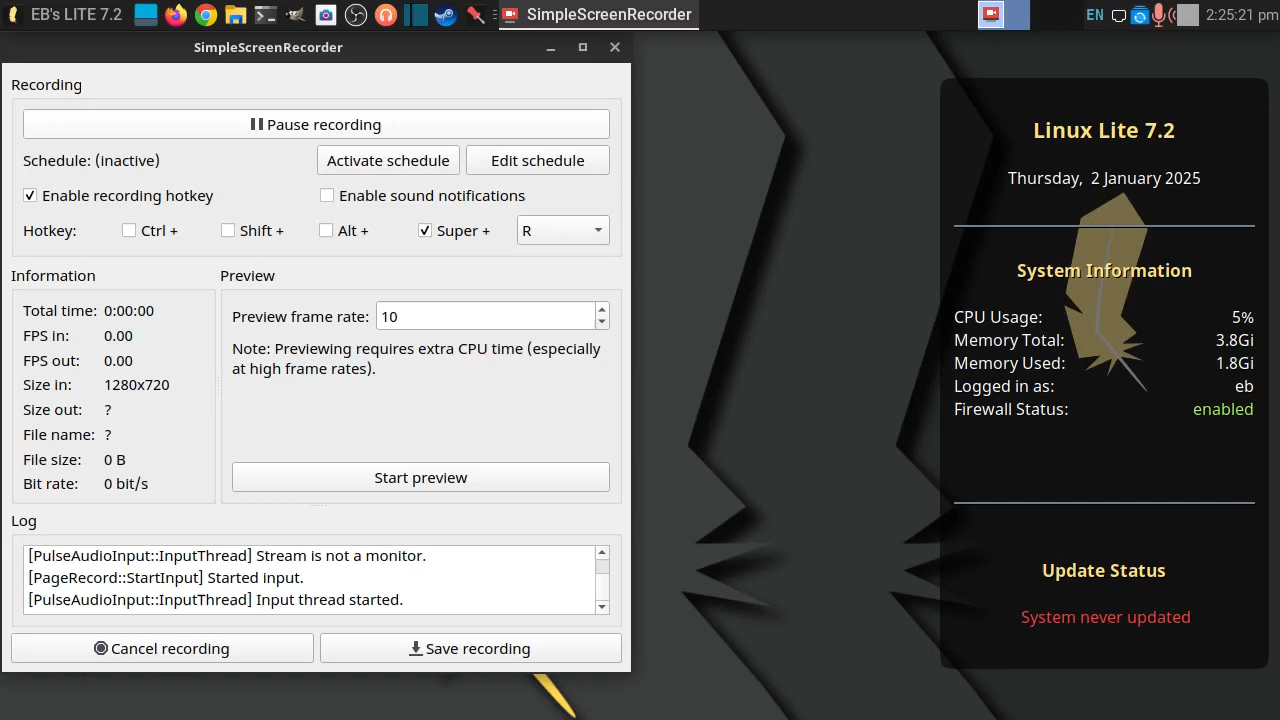 EB's LITE 7.2
SimpleScreenRecorder
EN
2:25:21 pm
SimpleScreenRecorder
Recording
Pause recording
Schedule: (inactive)
Activate schedule
Edit schedule
Enable recording hotkey
Enable sound notifications
Hotkey:
Ctrl +
Shift +
Alt +
Super +
R
Information
Total time: 0:00:00
FPS in: 0.00
FPS out: 0.00
Size in: 1280x720
Size out: ?
File name: ?
File size: 0 B
Bit rate: 0 bit/s
Preview
Preview frame rate: 10
Note: Previewing requires extra CPU time (especially
at high frame rates).
Start preview
Log
[PulseAudioInput::InputThread] Stream is not a monitor.
[PageRecord::StartInput] Started input.
[PulseAudioInput::InputThread] Input thread started.
Cancel recording
Save recording
Linux Lite 7.2
Thursday, 2 January 2025
System Information
CPU Usage: 5%
Memory Total: 3.8Gi
Memory Used: 1.8Gi
Logged in as: eb
Firewall Status: enabled
Update Status
System never updated